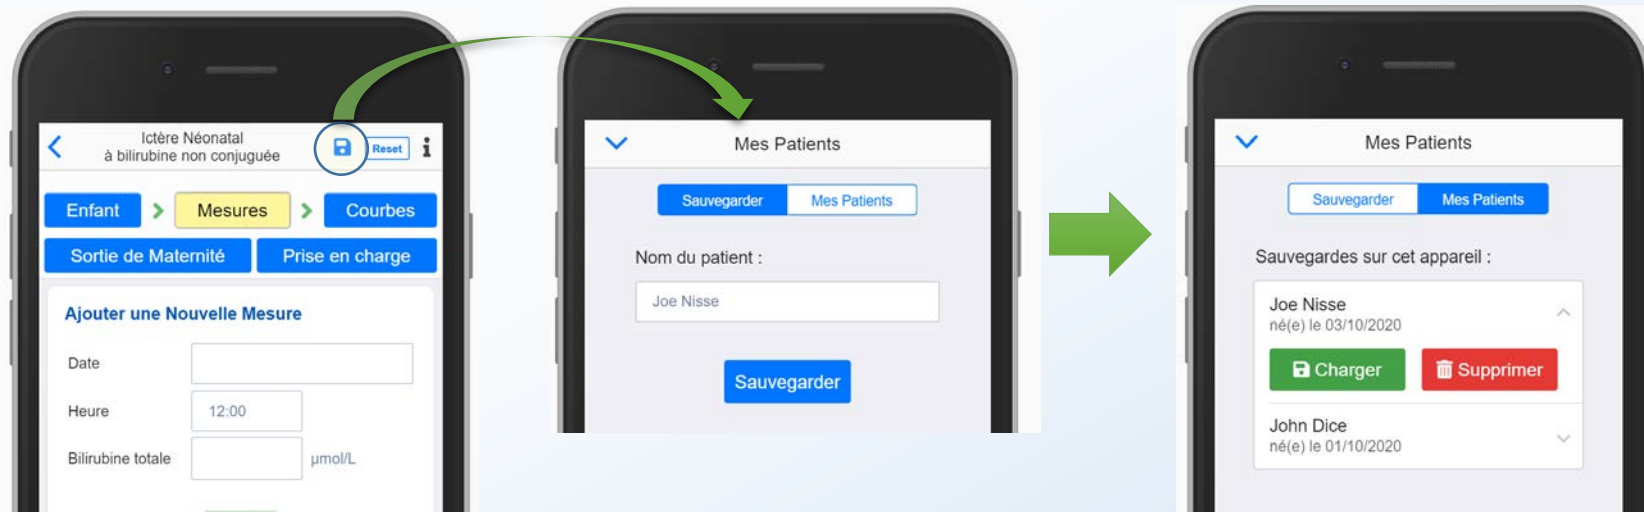 Ictère Néonatal
à bilirubine non conjuguée
Reset
Enfant
Mesures
Courbes
Sortie de Maternité
Prise en charge
Ajouter une Nouvelle Mesure
Date
Heure
12:00
Bilirubine totale
µmol/L
Mes Patients
Sauvegarder
Mes Patients
Nom du patient :
Joe Nisse
Sauvegarder
Mes Patients
Sauvegarder
Mes Patients
Sauvegardes sur cet appareil :
Joe Nisse
né(e) le 03/10/2020
Charger
Supprimer
John Dice
né(e) le 01/10/2020